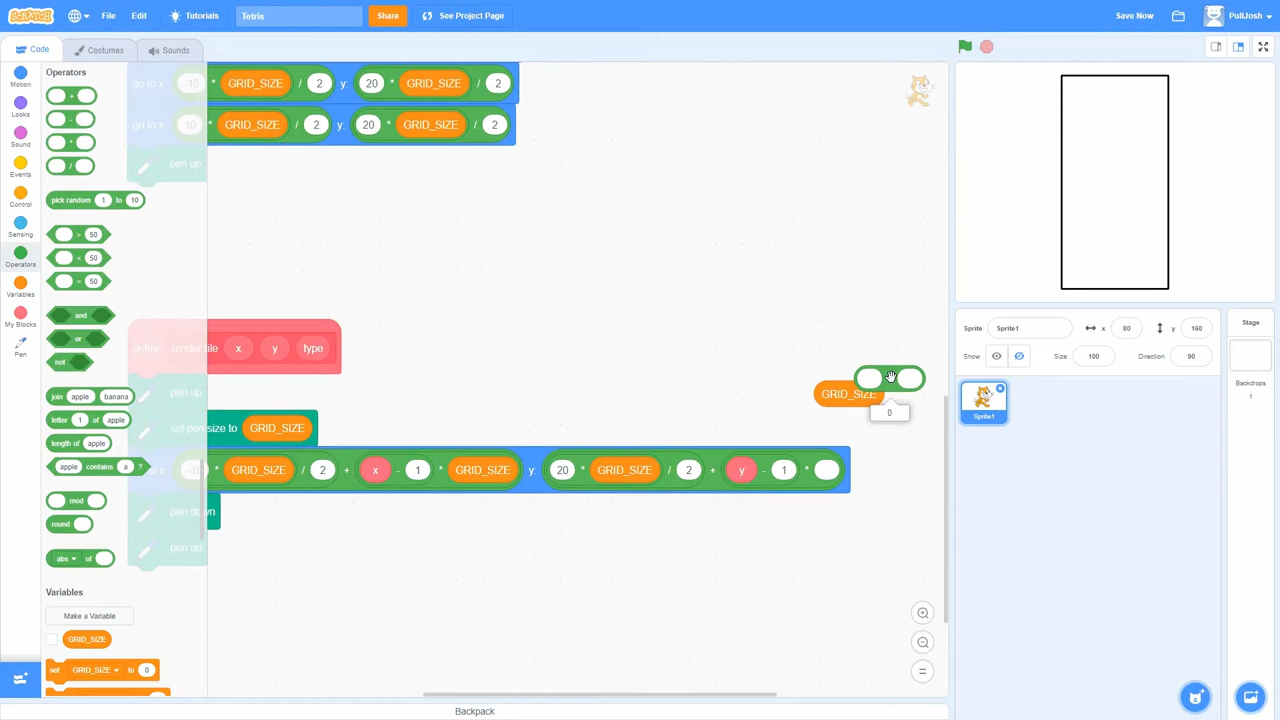 SCRATCH File Edit Tutorials Tetris Share See Project Page Save Now PullJosh
Code Costumes Sounds
Motion
Looks
Sound
Events
Control
Sensing
Operators
Variables
My Blocks
Pen
Operators
+
-
*
/
pick random 1 to 10
> 50
< 50
= 50
and
or
not
join apple banana
letter 1 of apple
length of apple
apple contains a ?
mod
round
abs of
Variables
Make a Variable
GRID_SIZE
set GRID_SIZE to 0
go to x: -10 * GRID_SIZE / 2 y: 20 * GRID_SIZE / 2
go to x: 10 * GRID_SIZE / 2 y: 20 * GRID_SIZE / 2
pen up
define render tile x y type
pen up
set pen size to GRID_SIZE
x -10 * GRID_SIZE / 2 + x - 1 * GRID_SIZE y: 20 * GRID_SIZE / 2 + y - 1 *
pen down
pen up
GRID_SIZE
0
Sprite Sprite1 x 80 y 160
Show Size 100 Direction 90
Sprite1
Stage
Backdrops
1
Backpack